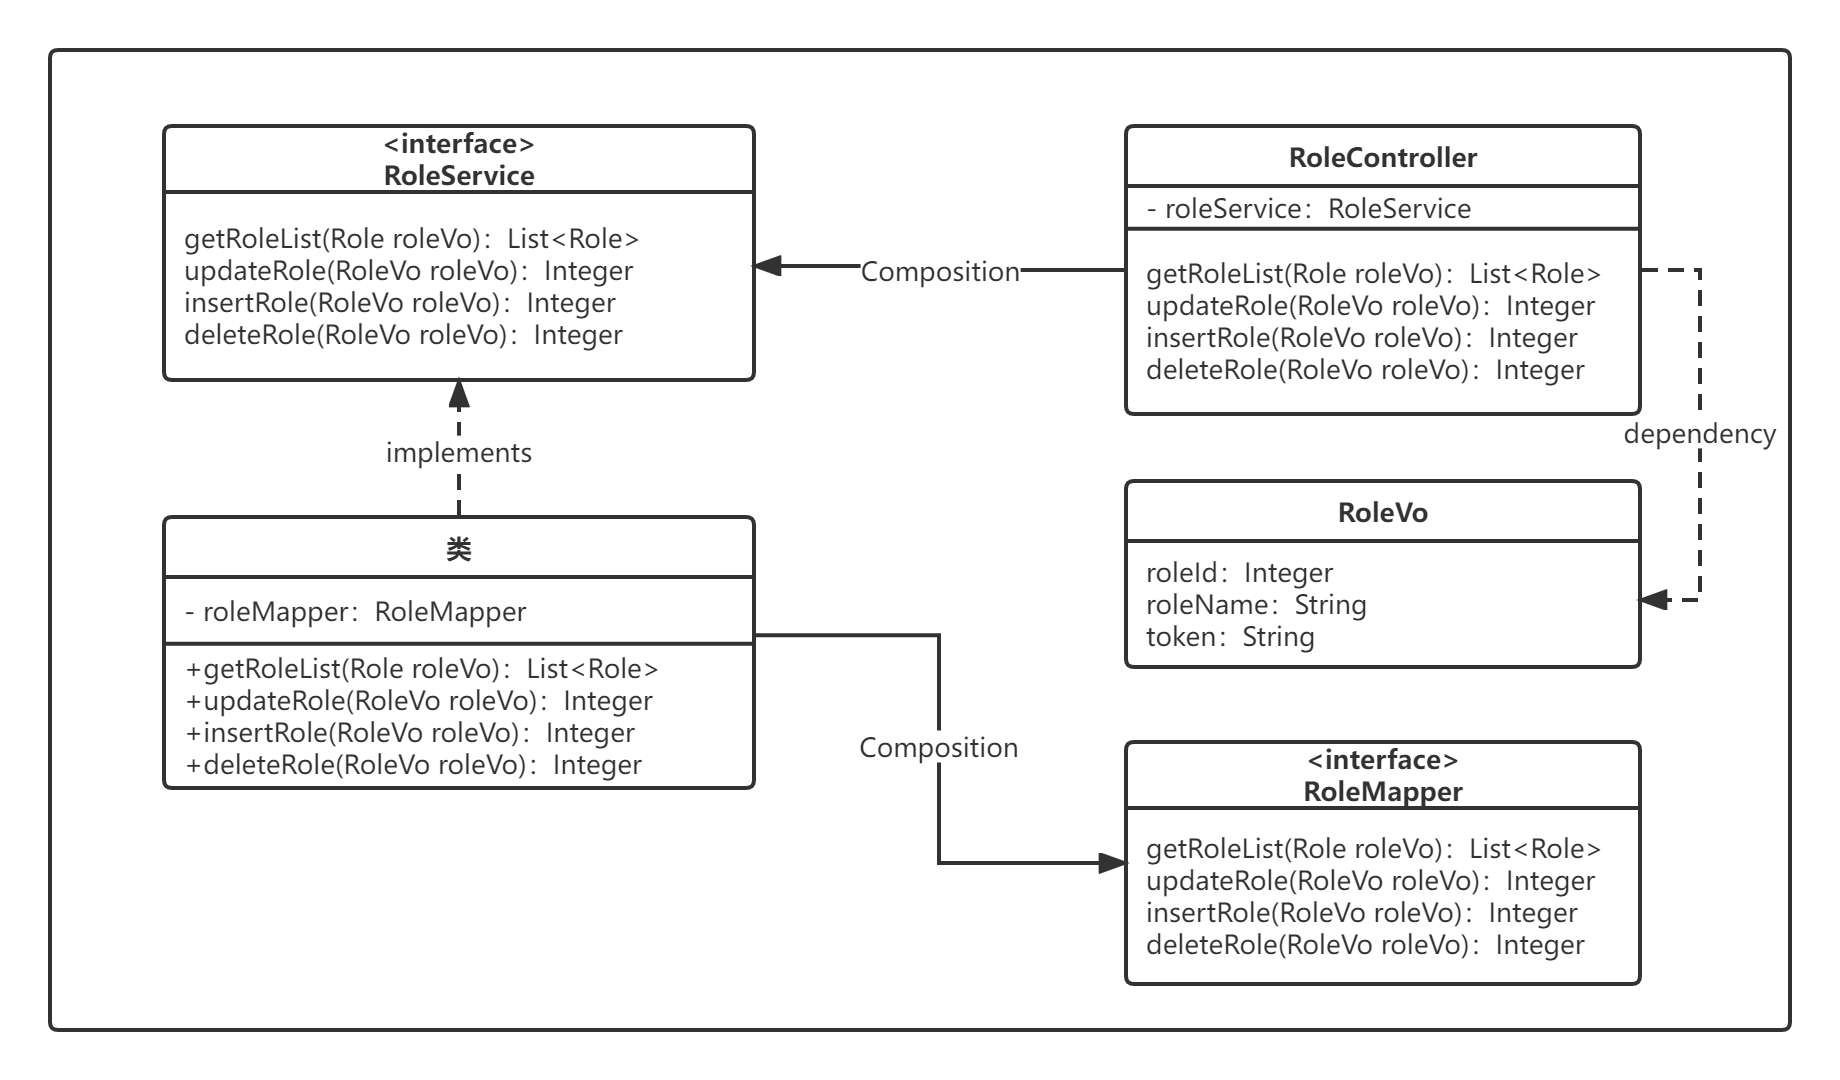 <interface>
RoleService
getRoleList(Role roleVo)：List<Role>
updateRole(RoleVo roleVo)：Integer
insertRole(RoleVo roleVo)：Integer
deleteRole(RoleVo roleVo)：Integer
Composition
RoleController
- roleService：RoleService
getRoleList(Role roleVo)：List<Role>
updateRole(RoleVo roleVo)：Integer
insertRole(RoleVo roleVo)：Integer
deleteRole(RoleVo roleVo)：Integer
implements
dependency
类
- roleMapper：RoleMapper
+getRoleList(Role roleVo)：List<Role>
+updateRole(RoleVo roleVo)：Integer
+insertRole(RoleVo roleVo)：Integer
+deleteRole(RoleVo roleVo)：Integer
RoleVo
roleId：Integer
roleName：String
token：String
Composition
<interface>
RoleMapper
getRoleList(Role roleVo)：List<Role>
updateRole(RoleVo roleVo)：Integer
insertRole(RoleVo roleVo)：Integer
deleteRole(RoleVo roleVo)：Integer